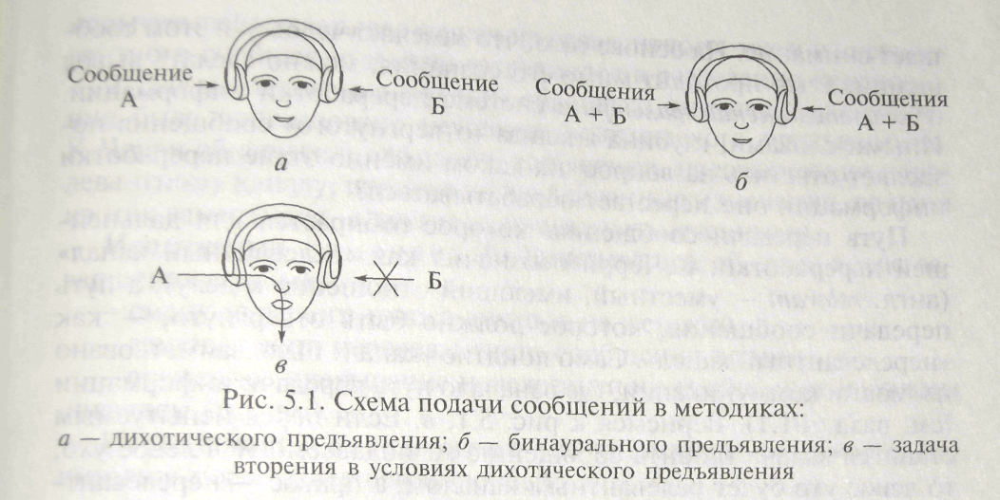 Сообщение
А
Сообщение
Б
а
Сообщения
А + Б
Сообщения
А + Б
б
А
Б
в
Рис. 5.1. Схема подачи сообщений в методиках:
а — дихотического предъявления; б — бинаурального предъявления; в — задача
вторения в условиях дихотического предъявления